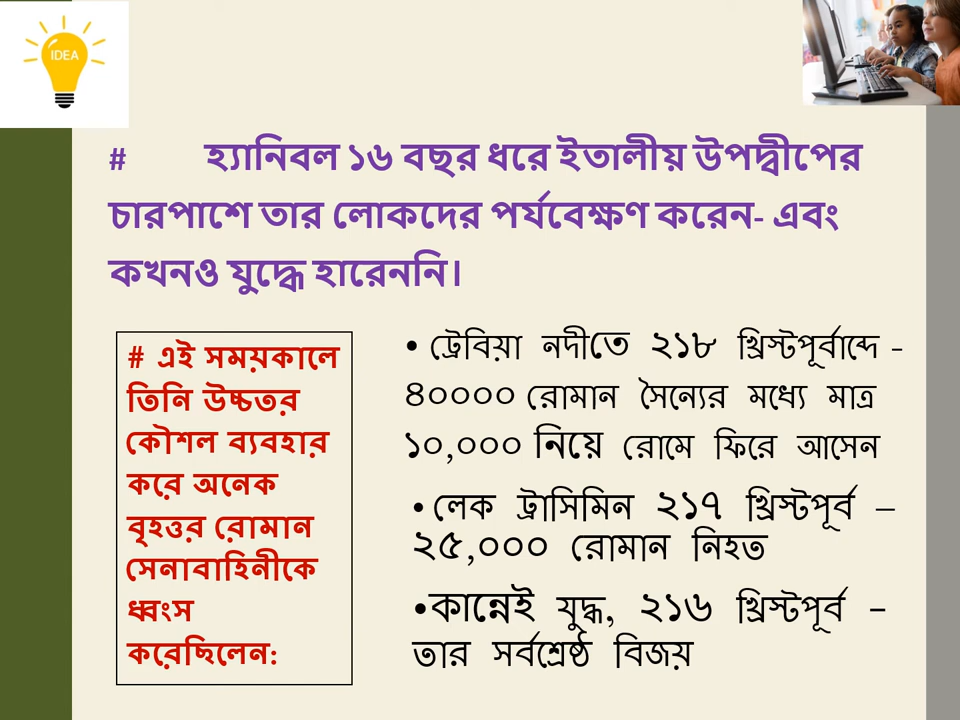 IDEA
# হ্যানিবল ১৬ বছর ধরে ইতালীয় উপদ্বীপের
চারপাশে তার লোকদের পর্যবেক্ষণ করেন- এবং
কখনও যুদ্ধে হারেননি।
# এই সময়কালে
তিনি উচ্চতর
কৌশল ব্যবহার
করে অনেক
বৃহত্তর রোমান
সেনাবাহিনীকে
ধ্বংস
করেছিলেন:
• ট্রেবিয়া নদীতে ২১৮ খ্রিস্টপূর্বাব্দে -
৪০০০০ রোমান সৈন্যের মধ্যে মাত্র
১০,০০০ নিয়ে রোমে ফিরে আসেন
• লেক ট্রাসিমিন ২১৭ খ্রিস্টপূর্ব –
২৫,০০০ রোমান নিহত
•কান্নেই যুদ্ধ, ২১৬ খ্রিস্টপূর্ব –
তার সর্বশ্রেষ্ঠ বিজয়